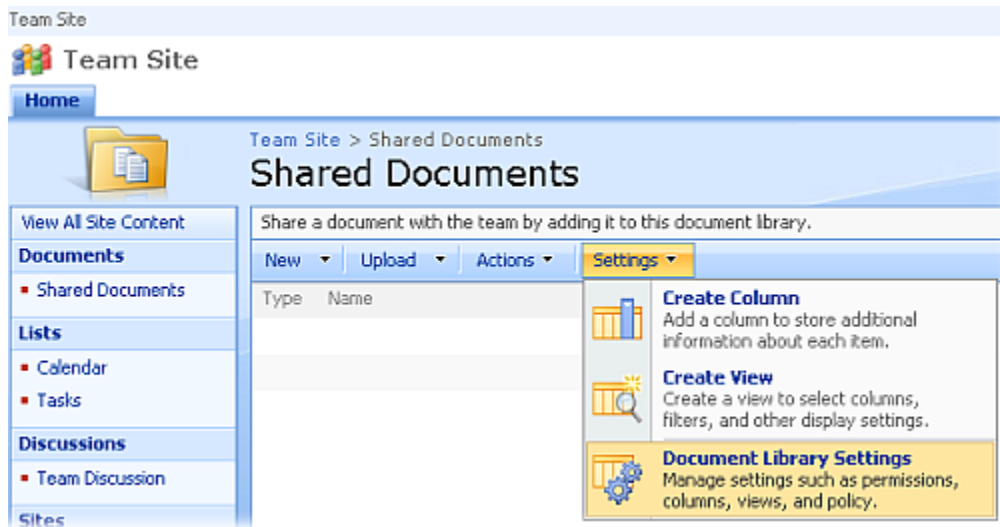 Team Site
Team Site
Home
Team Site > Shared Documents
Shared Documents
View All Site Content
Documents
Shared Documents
Lists
Calendar
Tasks
Discussions
Team Discussion
Sites
Share a document with the team by adding it to this document library.
New Upload Actions Settings
Type Name
Create Column
Add a column to store additional
information about each item.
Create View
Create a view to select columns,
filters, and other display settings.
Document Library Settings
Manage settings such as permissions,
columns, views, and policy.